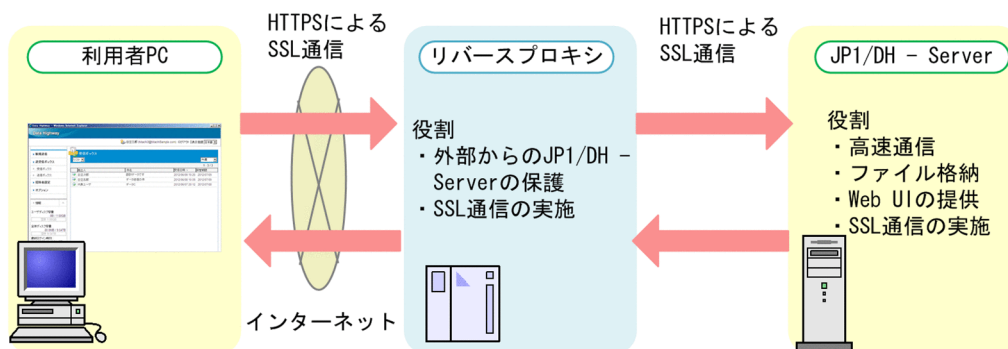 利用者PC
HTTPSによる
SSL通信
インターネット
リバースプロキシ
役割
・外部からのJP1/DH －
Serverの保護
・SSL通信の実施
HTTPSによる
SSL通信
JP1/DH － Server
役割
・高速通信
・ファイル格納
・Web UIの提供
・SSL通信の実施